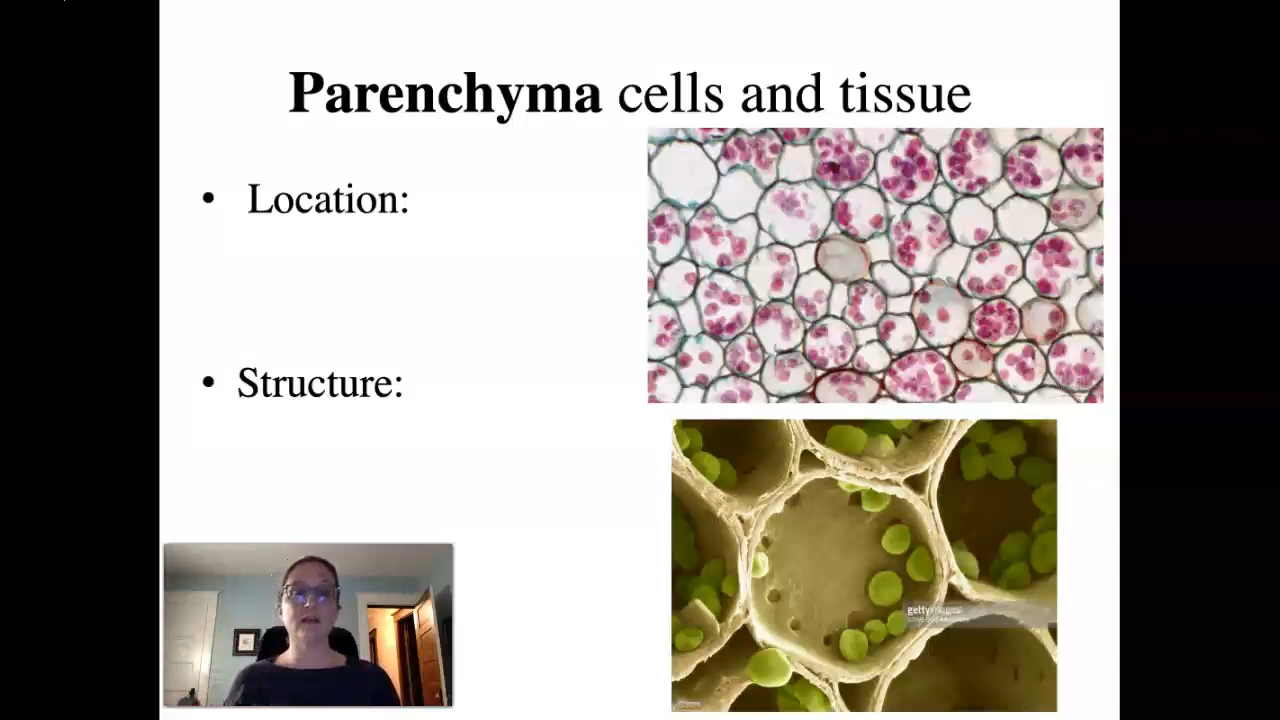 Parenchyma cells and tissue
• Location:
• Structure:
gettyimages